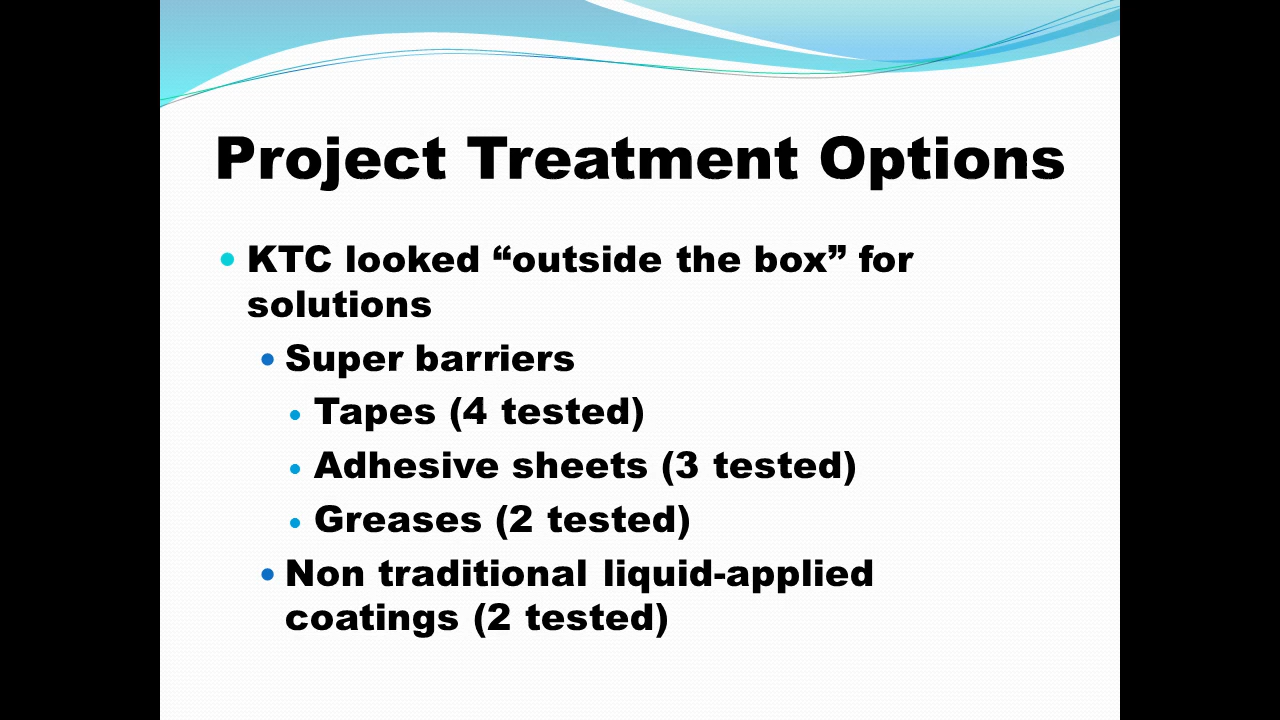 Project Treatment Options
KTC looked “outside the box” for
solutions
Super barriers
Tapes (4 tested)
Adhesive sheets (3 tested)
Greases (2 tested)
Non traditional liquid-applied
coatings (2 tested)